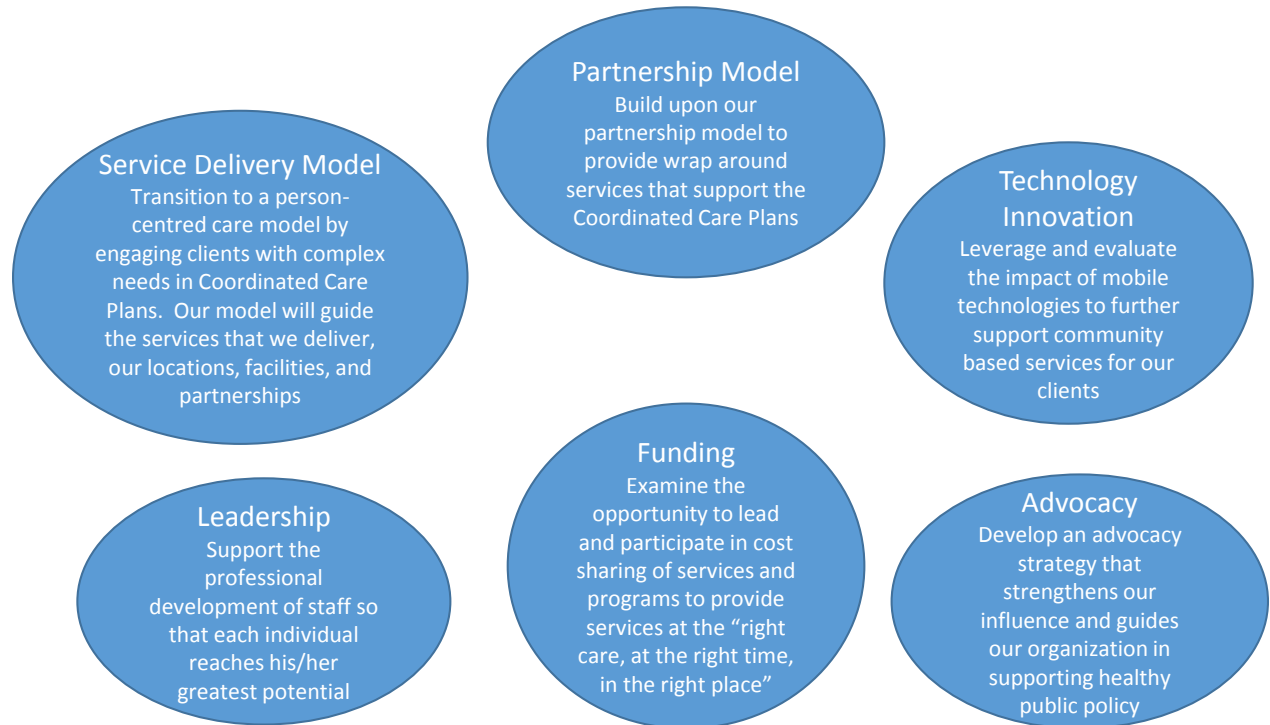 Service Delivery Model
Transition to a person-
centred care model by
engaging clients with complex
needs in Coordinated Care
Plans.  Our model will guide
the services that we deliver,
our locations, facilities, and
partnerships
Partnership Model
Build upon our
partnership model to
provide wrap around
services that support the
Coordinated Care Plans
Technology
Innovation
Leverage and evaluate
the impact of mobile
technologies to further
support community
based services for our
clients
Leadership
Support the
professional
development of staff so
that each individual
reaches his/her
greatest potential
Funding
Examine the
opportunity to lead
and participate in cost
sharing of services and
programs to provide
services at the “right
care, at the right time,
in the right place”
Advocacy
Develop an advocacy
strategy that
strengthens our
influence and guides
our organization in
supporting healthy
public policy